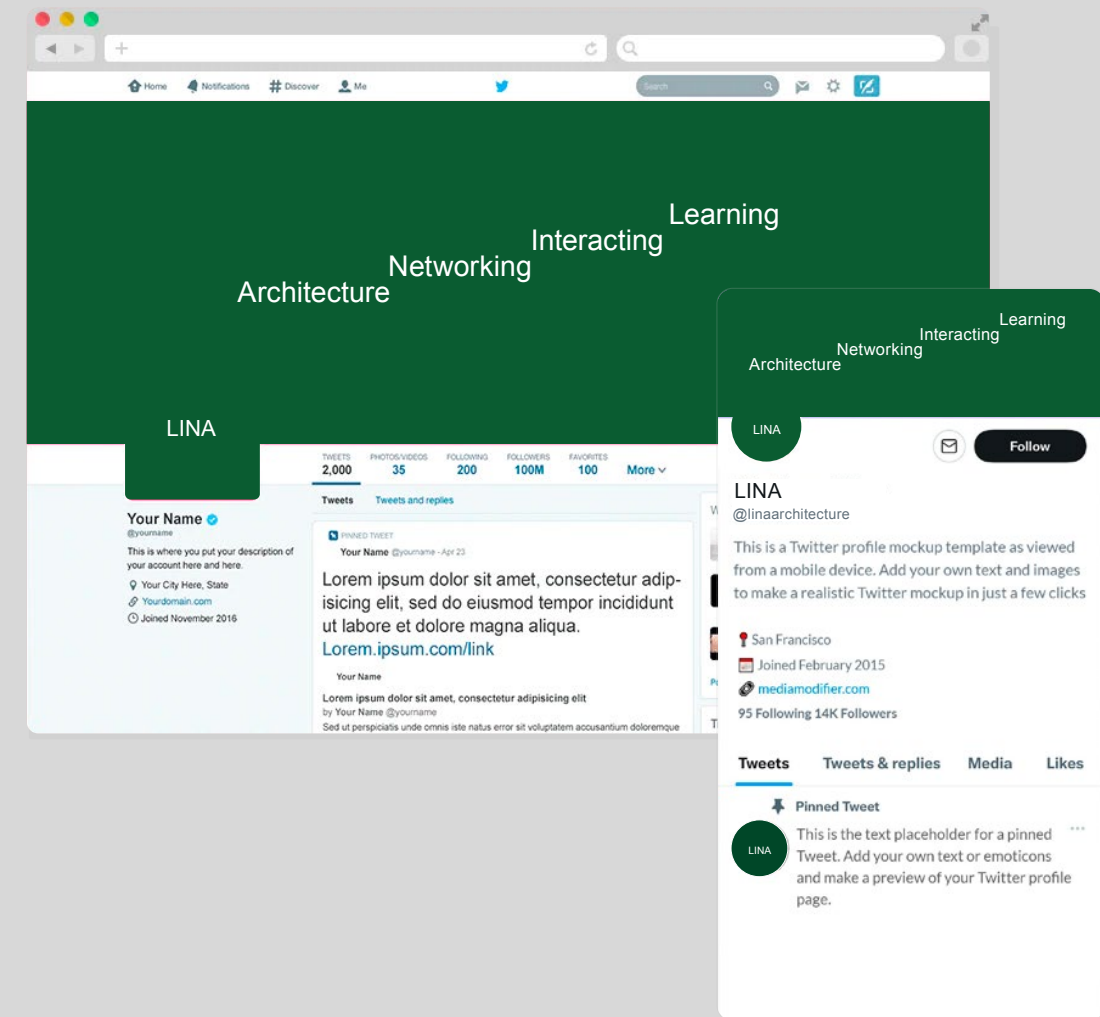 Home Notifications Discover Me Search
Learning
Interacting
Networking
Architecture
LINA
TWEETS PHOTOS/VIDEOS FOLLOWING FOLLOWERS FAVORITES
2,000 35 200 100M 100 More
Tweets Tweets and replies
Your Name
@yourname
This is where you put your description of
your account here and here.
Your City Here, State
Yourdomain.com
Joined November 2016
PINNED TWEET
Your Name @yourname - Apr 23
Lorem ipsum dolor sit amet, consectetur adip-
isicing elit, sed do eiusmod tempor incididunt
ut labore et dolore magna aliqua.
Lorem.ipsum.com/link
Your Name
Lorem ipsum dolor sit amet, consectetur adipisicing elit
by Your Name @yourname
Sed ut perspiciatis unde omnis iste natus error sit voluptatem accusantium doloremque
Learning
Interacting
Networking
Architecture
LINA
Follow
LINA
@linaarchitecture
This is a Twitter profile mockup template as viewed
from a mobile device. Add your own text and images
to make a realistic Twitter mockup in just a few clicks
San Francisco
Joined February 2015
mediamodifier.com
95 Following 14K Followers
Tweets Tweets & replies Media Likes
Pinned Tweet
LINA
This is the text placeholder for a pinned
Tweet. Add your own text or emoticons
and make a preview of your Twitter profile
page.